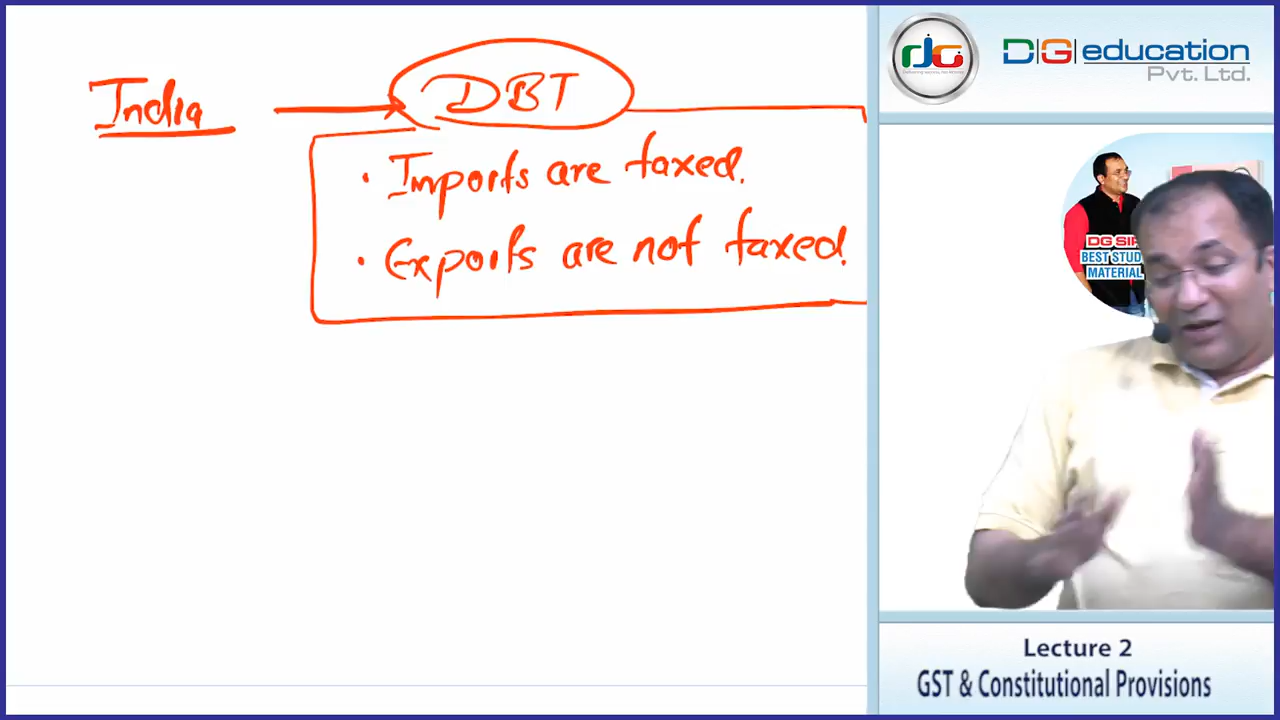 India
DBT
• Imports are taxed.
• Exports are not taxed.
DG education
Pvt. Ltd.
DG SIR
BEST STUD
MATERIAL
Lecture 2
GST & Constitutional Provisions